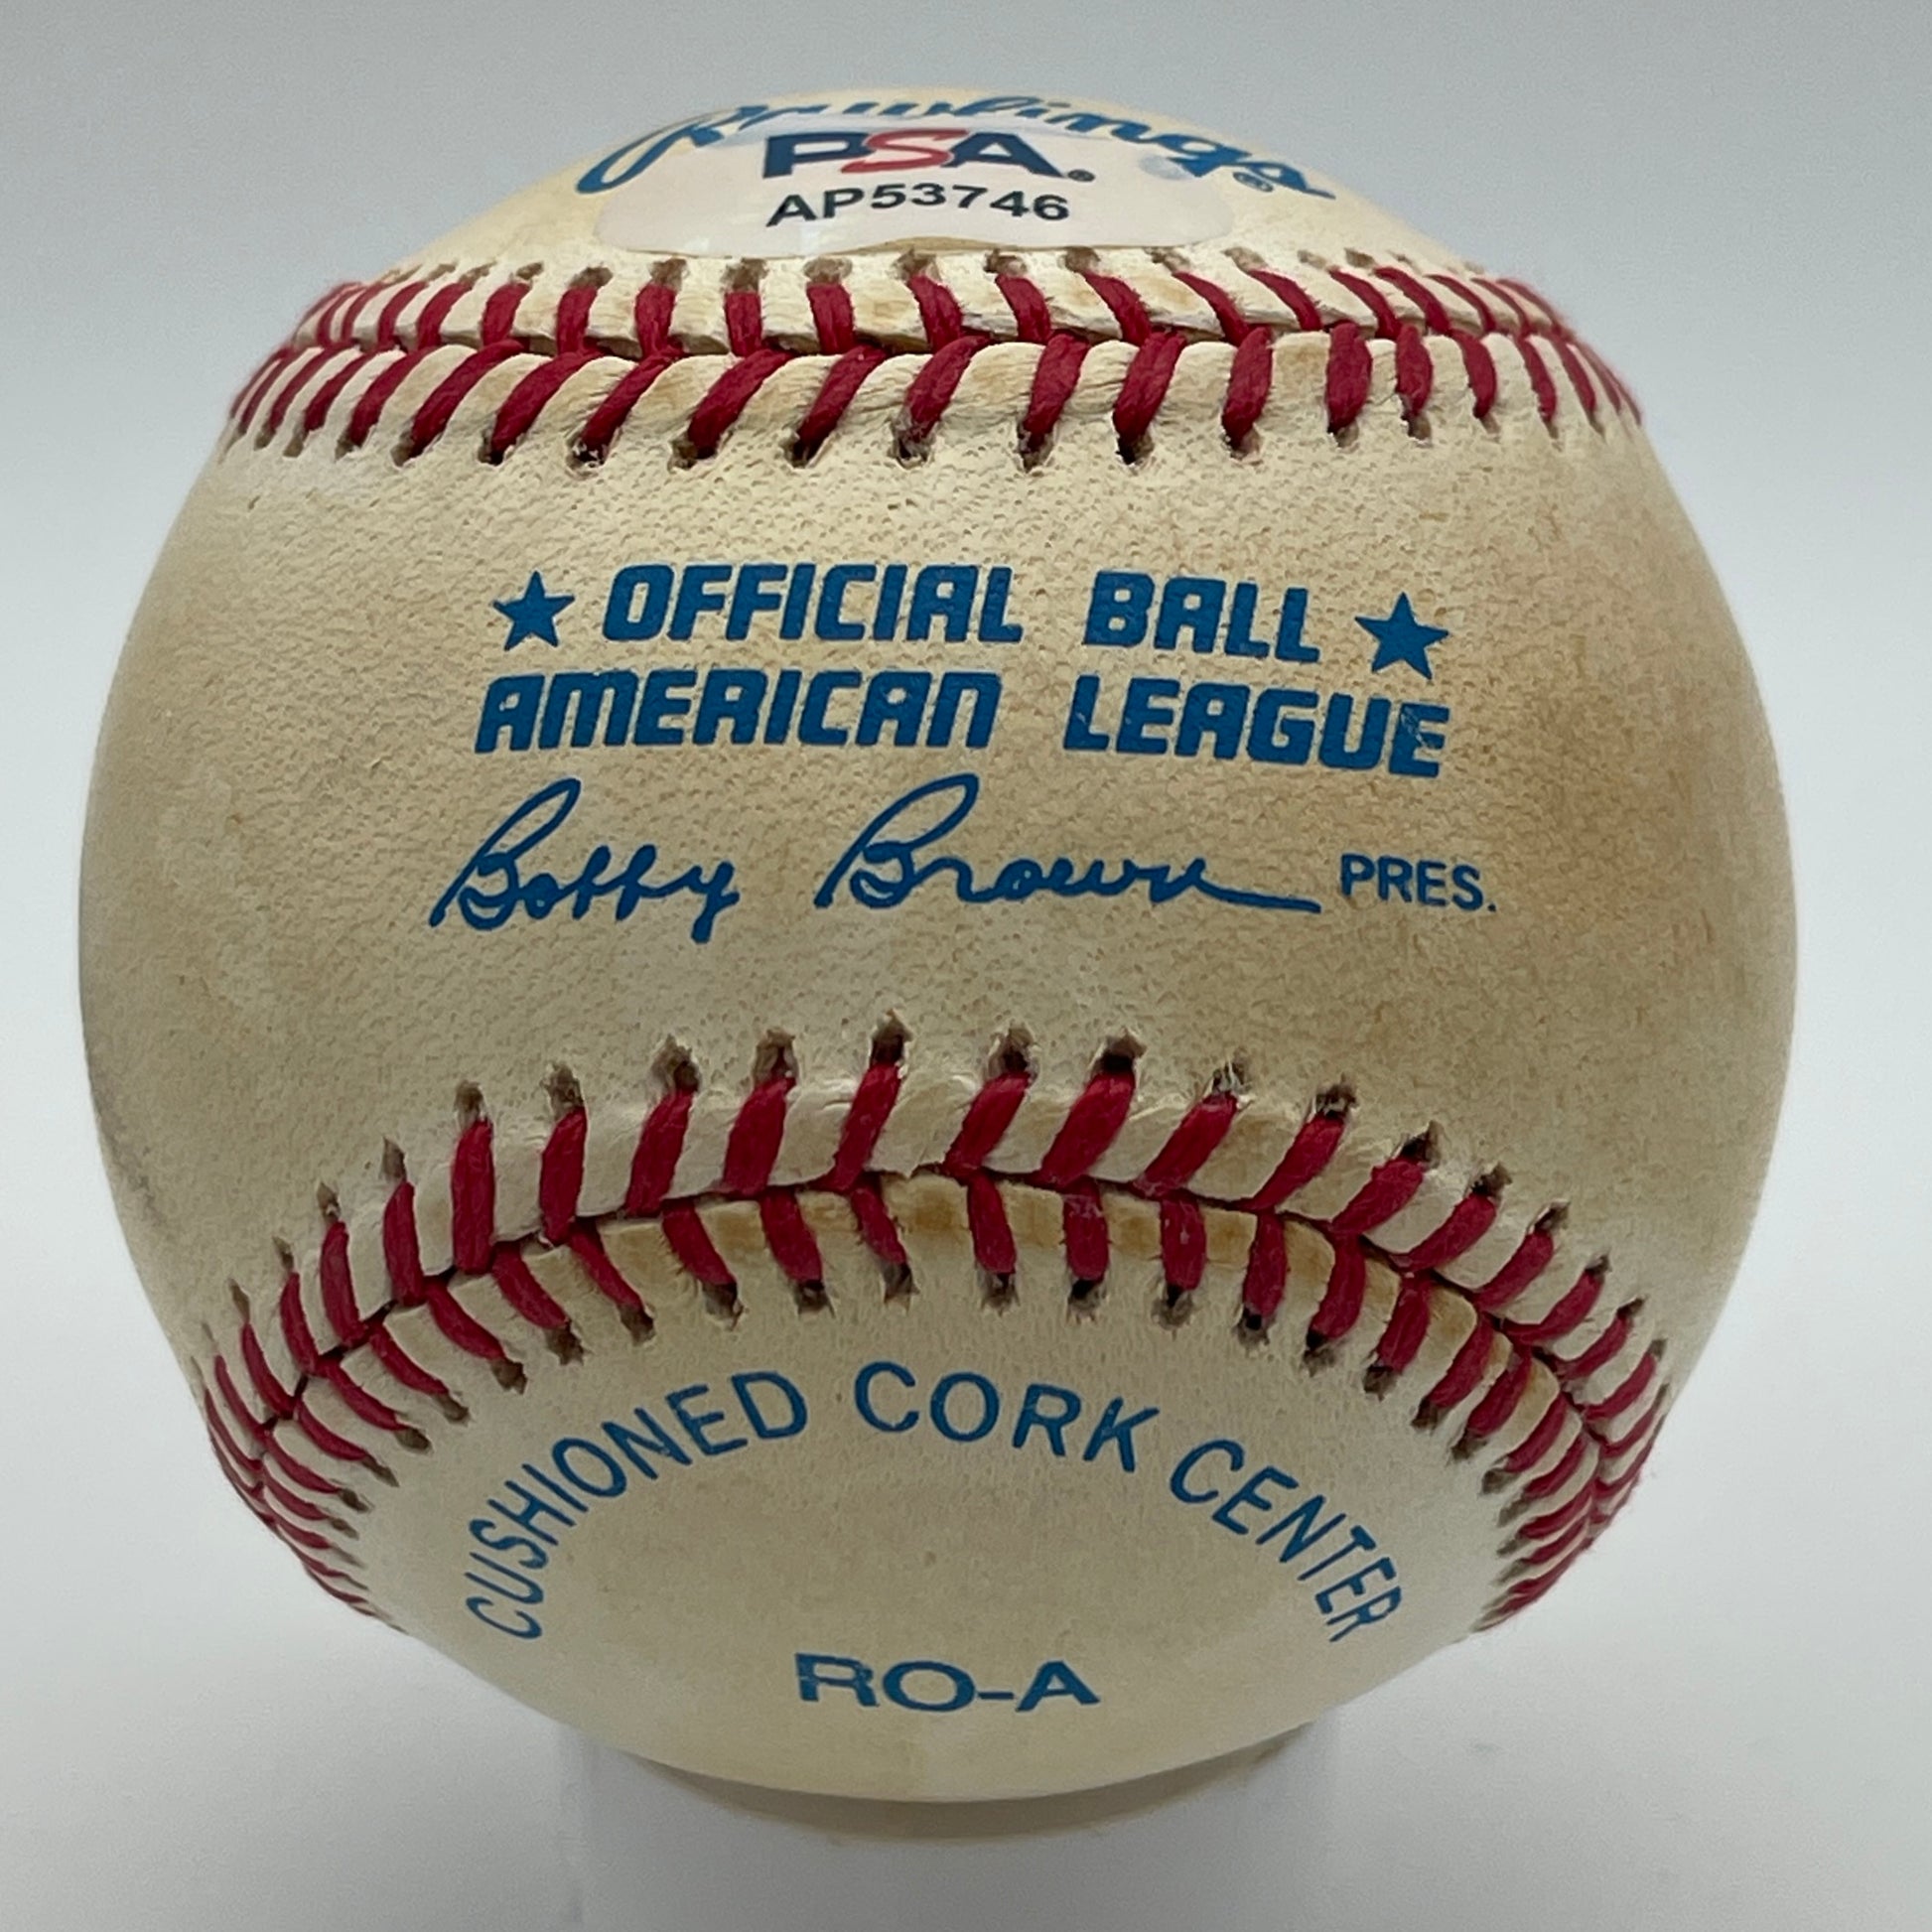 Rawlings ®
PSA®
AP53746
★ OFFICIAL BALL ★
AMERICAN LEAGUE
Bobby Brown PRES.
CUSHIONED CORK CENTER
RO-A